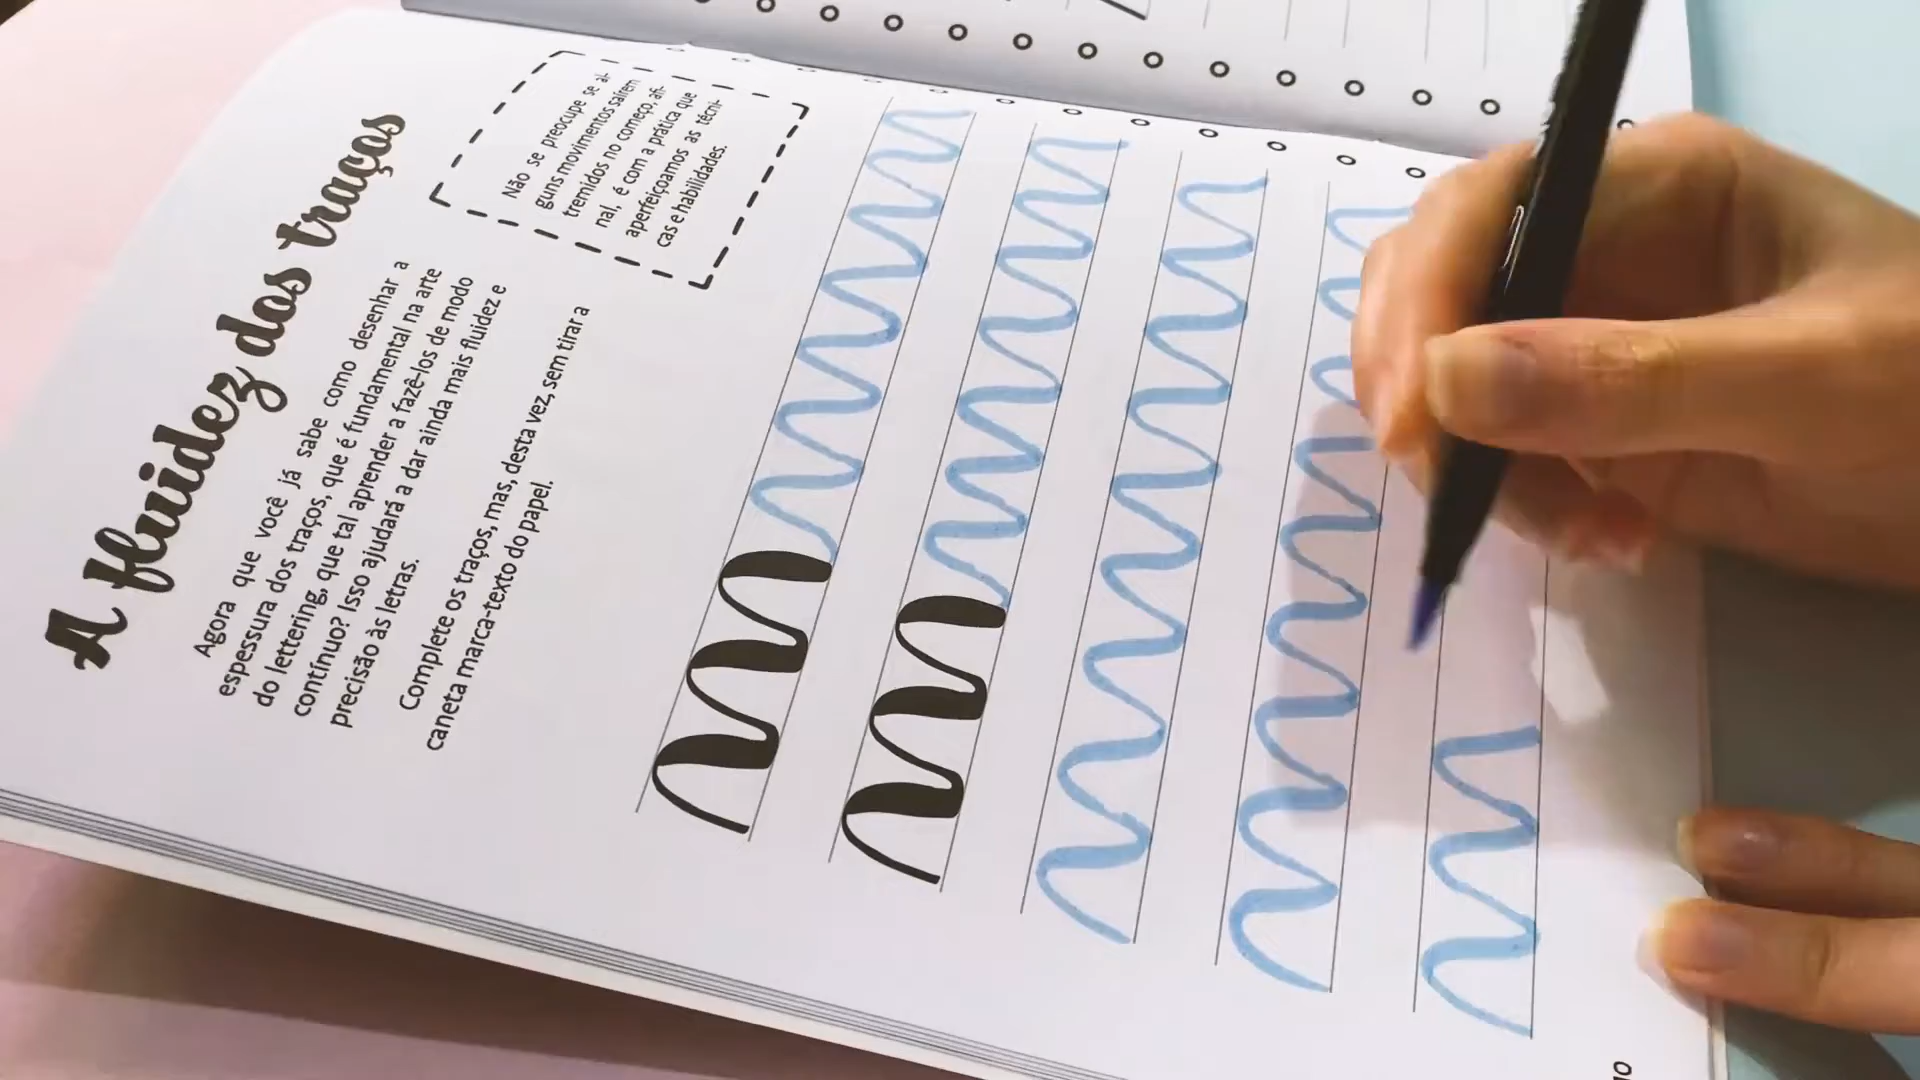 A fluidez dos traços
Agora que você já sabe como desenhar a
espessura dos traços, que é fundamental na arte
do lettering, que tal aprender a fazê-los de modo
contínuo? Isso ajudará a dar ainda mais fluidez e
precisão às letras.
Complete os traços, mas, desta vez, sem tirar a
caneta marca-texto do papel.
Não se preocupe se al-
guns movimentos saírem
tremidos no começo, afi-
nal, é com a prática que
aperfeiçoamos as técni-
cas e habilidades.